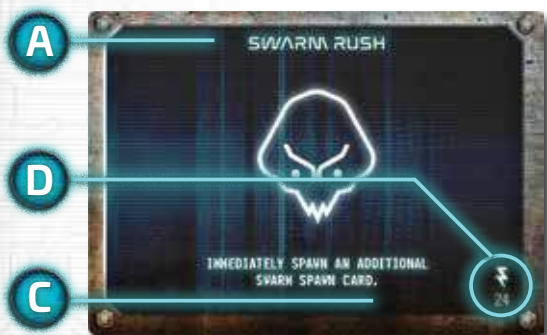 A
SWARM RUSH
D
IMMEDIATELY SPAWN AN ADDITIONAL
SWARM SPAWN CARD.
C
24